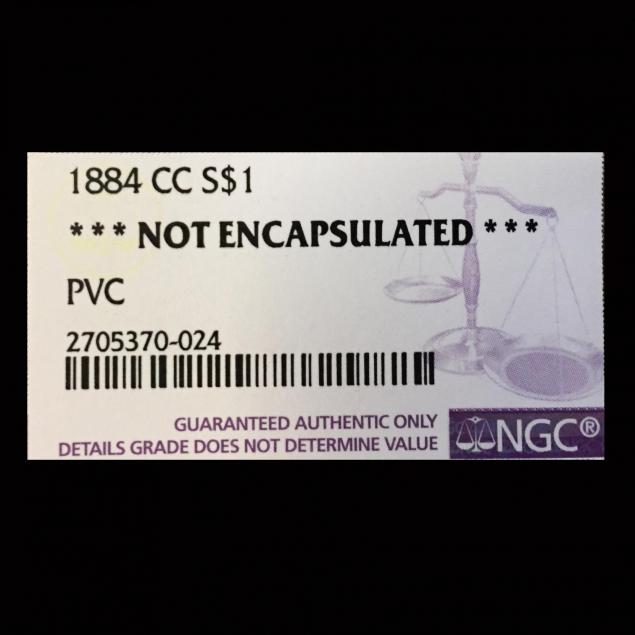 1884 CC S$1
*** NOT ENCAPSULATED ***
PVC
2705370-024
GUARANTEED AUTHENTIC ONLY
DETAILS GRADE DOES NOT DETERMINE VALUE
NGC®